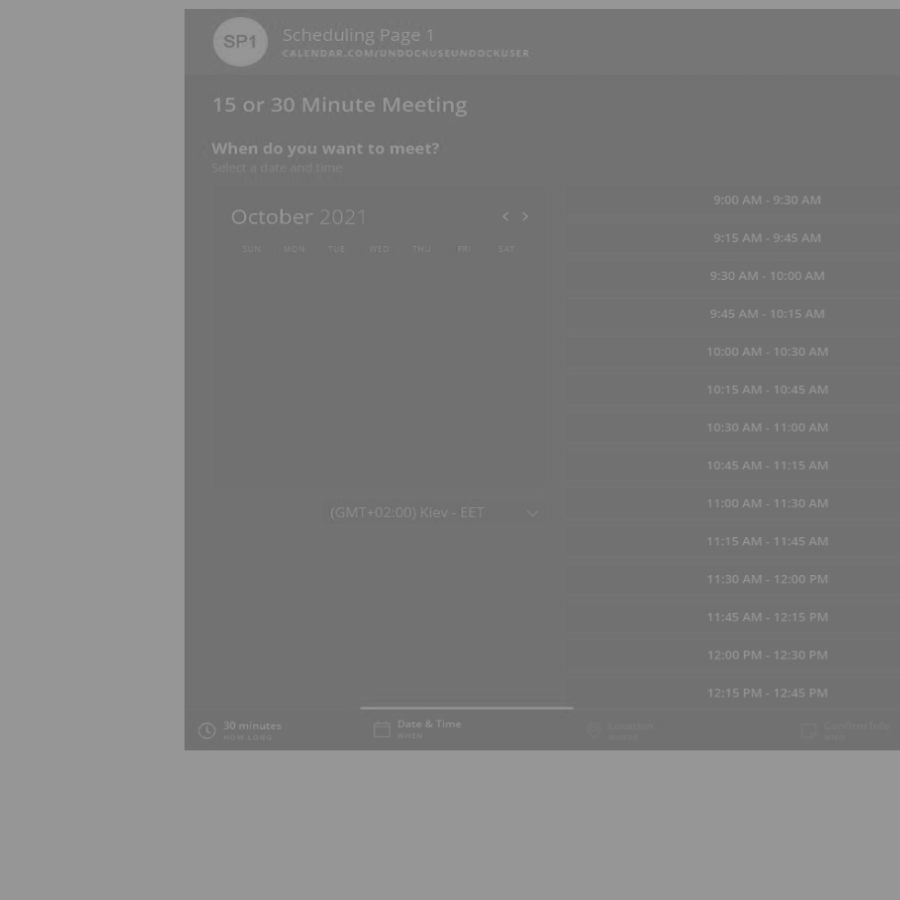 SP1
Scheduling Page 1
CALENDAR.COM/UNDOCKUSEUNDOCKUSER
15 or 30 Minute Meeting
When do you want to meet?
Select a date and time
October 2021
SUN MON TUE WED THU FRI SAT
(GMT+02:00) Kiev - EET
9:00 AM - 9:30 AM
9:15 AM - 9:45 AM
9:30 AM - 10:00 AM
9:45 AM - 10:15 AM
10:00 AM - 10:30 AM
10:15 AM - 10:45 AM
10:30 AM - 11:00 AM
10:45 AM - 11:15 AM
11:00 AM - 11:30 AM
11:15 AM - 11:45 AM
11:30 AM - 12:00 PM
11:45 AM - 12:15 PM
12:00 PM - 12:30 PM
12:15 PM - 12:45 PM
30 minutes
HOW LONG
Date & Time
WHEN
Location
WHERE
Confirm Info